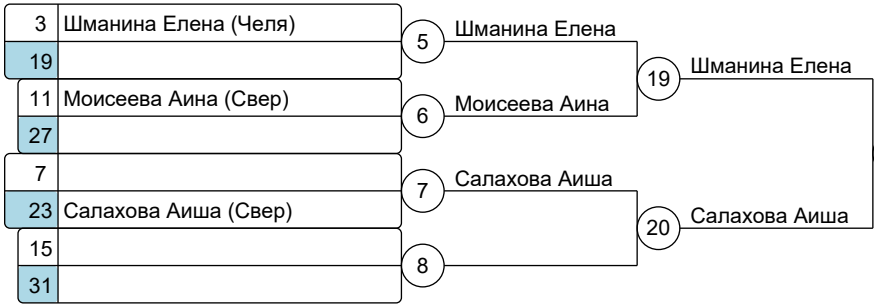 3 Шманина Елена (Челя)
19
5 Шманина Елена
11 Моисеева Аина (Свер)
27
6 Моисеева Аина
19 Шманина Елена
7
23 Салахова Аиша (Свер)
7 Салахова Аиша
15
31
8
20 Салахова Аиша